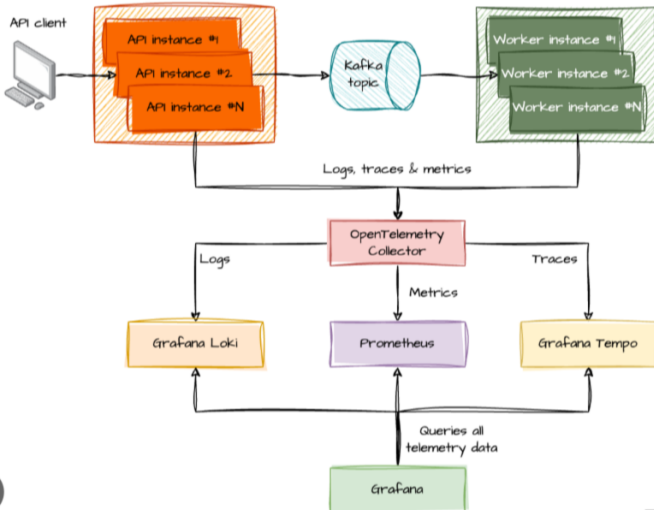 API client
API instance #1
API instance #2
API instance #N
Kafka
topic
Worker instance #1
Worker instance #2
Worker instance #N
Logs, traces & metrics
OpenTelemetry
Collector
Logs
Metrics
Traces
Grafana Loki
Prometheus
Grafana Tempo
Queries all
telemetry data
Grafana